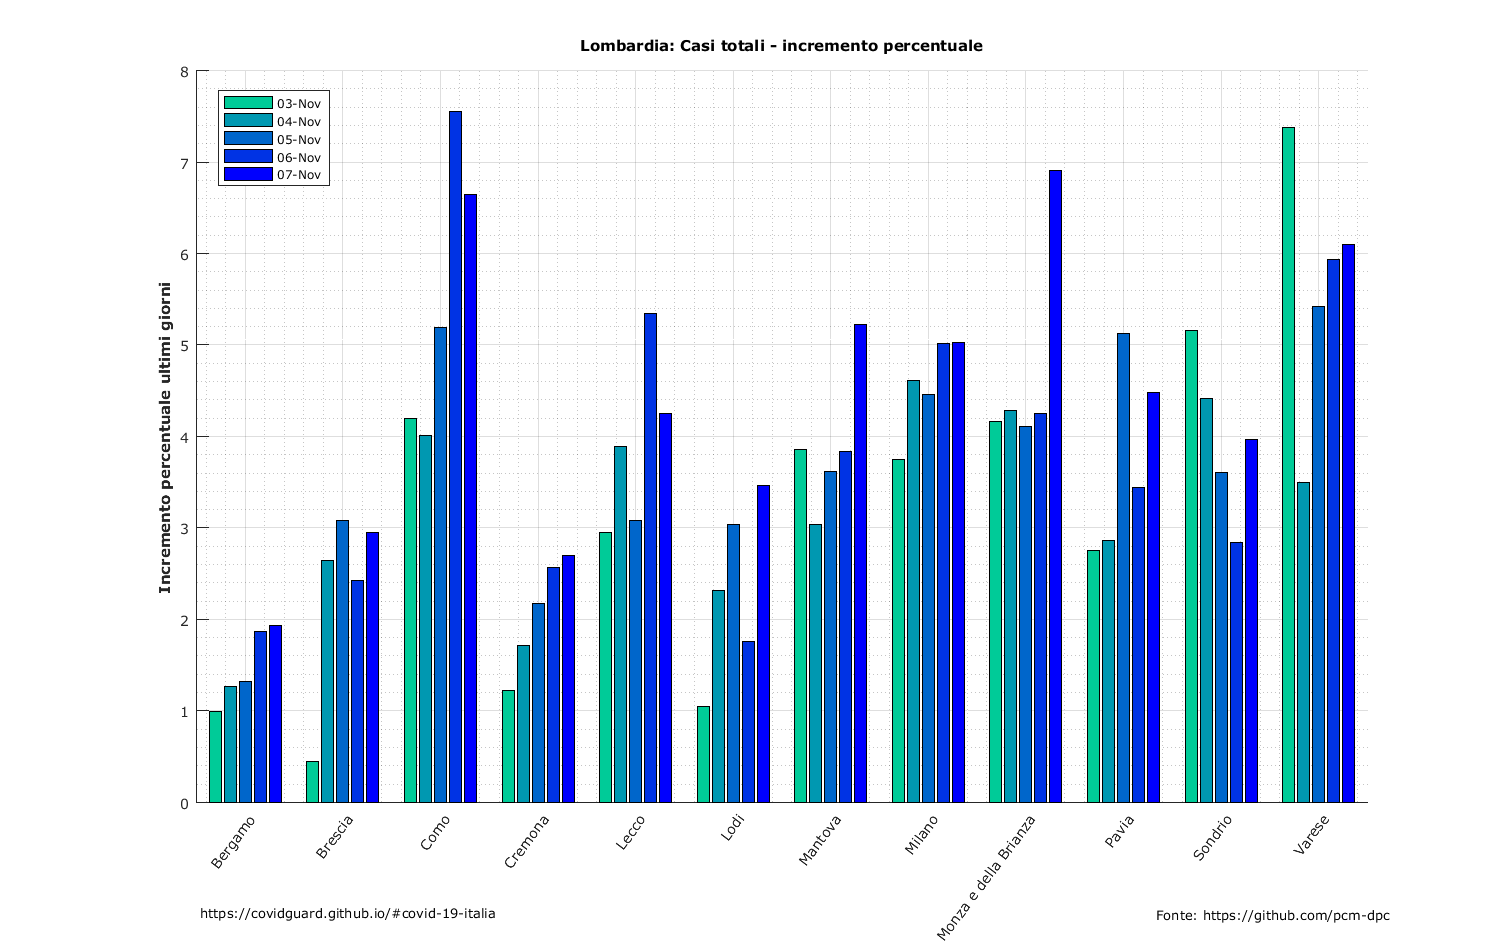 Lombardia: Casi totali - incremento percentuale
8
7
6
5
4
3
2
1
0
Incremento percentuale ultimi giorni
03-Nov
04-Nov
05-Nov
06-Nov
07-Nov
Bergamo
Brescia
Como
Cremona
Lecco
Lodi
Mantova
Milano
Monza e della Brianza
Pavia
Sondrio
Varese
https://covidguard.github.io/#covid-19-italia
Fonte: https://github.com/pcm-dpc